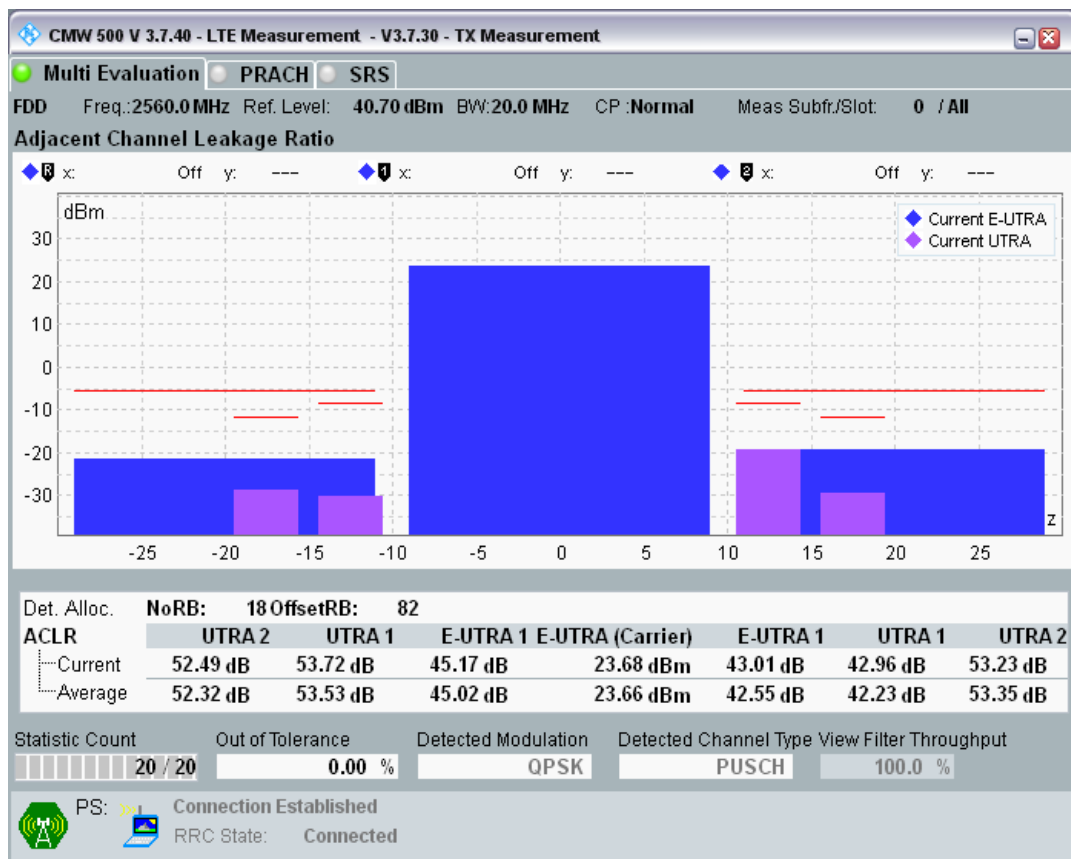 CMW 500 V 3.7.40 - LTE Measurement - V3.7.30 - TX Measurement
Multi Evaluation PRACH SRS
FDD Freq.:2560.0 MHz Ref. Level: 40.70 dBm BW:20.0 MHz CP :Normal Meas Subfr./Slot: 0 / All
Adjacent Channel Leakage Ratio
R x: Off y: --- 1 x: Off y: --- 2 x: Off y: ---
dBm
Current E-UTRA
Current UTRA
30
20
10
0
-10
-20
-30
z
-25 -20 -15 -10 -5 0 5 10 15 20 25
Det. Alloc. NoRB: 18 OffsetRB: 82
ACLR UTRA 2 UTRA 1 E-UTRA 1 E-UTRA (Carrier) E-UTRA 1 UTRA 1 UTRA 2
Current 52.49 dB 53.72 dB 45.17 dB 23.68 dBm 43.01 dB 42.96 dB 53.23 dB
Average 52.32 dB 53.53 dB 45.02 dB 23.66 dBm 42.55 dB 42.23 dB 53.35 dB
Statistic Count Out of Tolerance Detected Modulation Detected Channel Type View Filter Throughput
20 / 20 0.00 % QPSK PUSCH 100.0 %
PS: Connection Established
RRC State: Connected